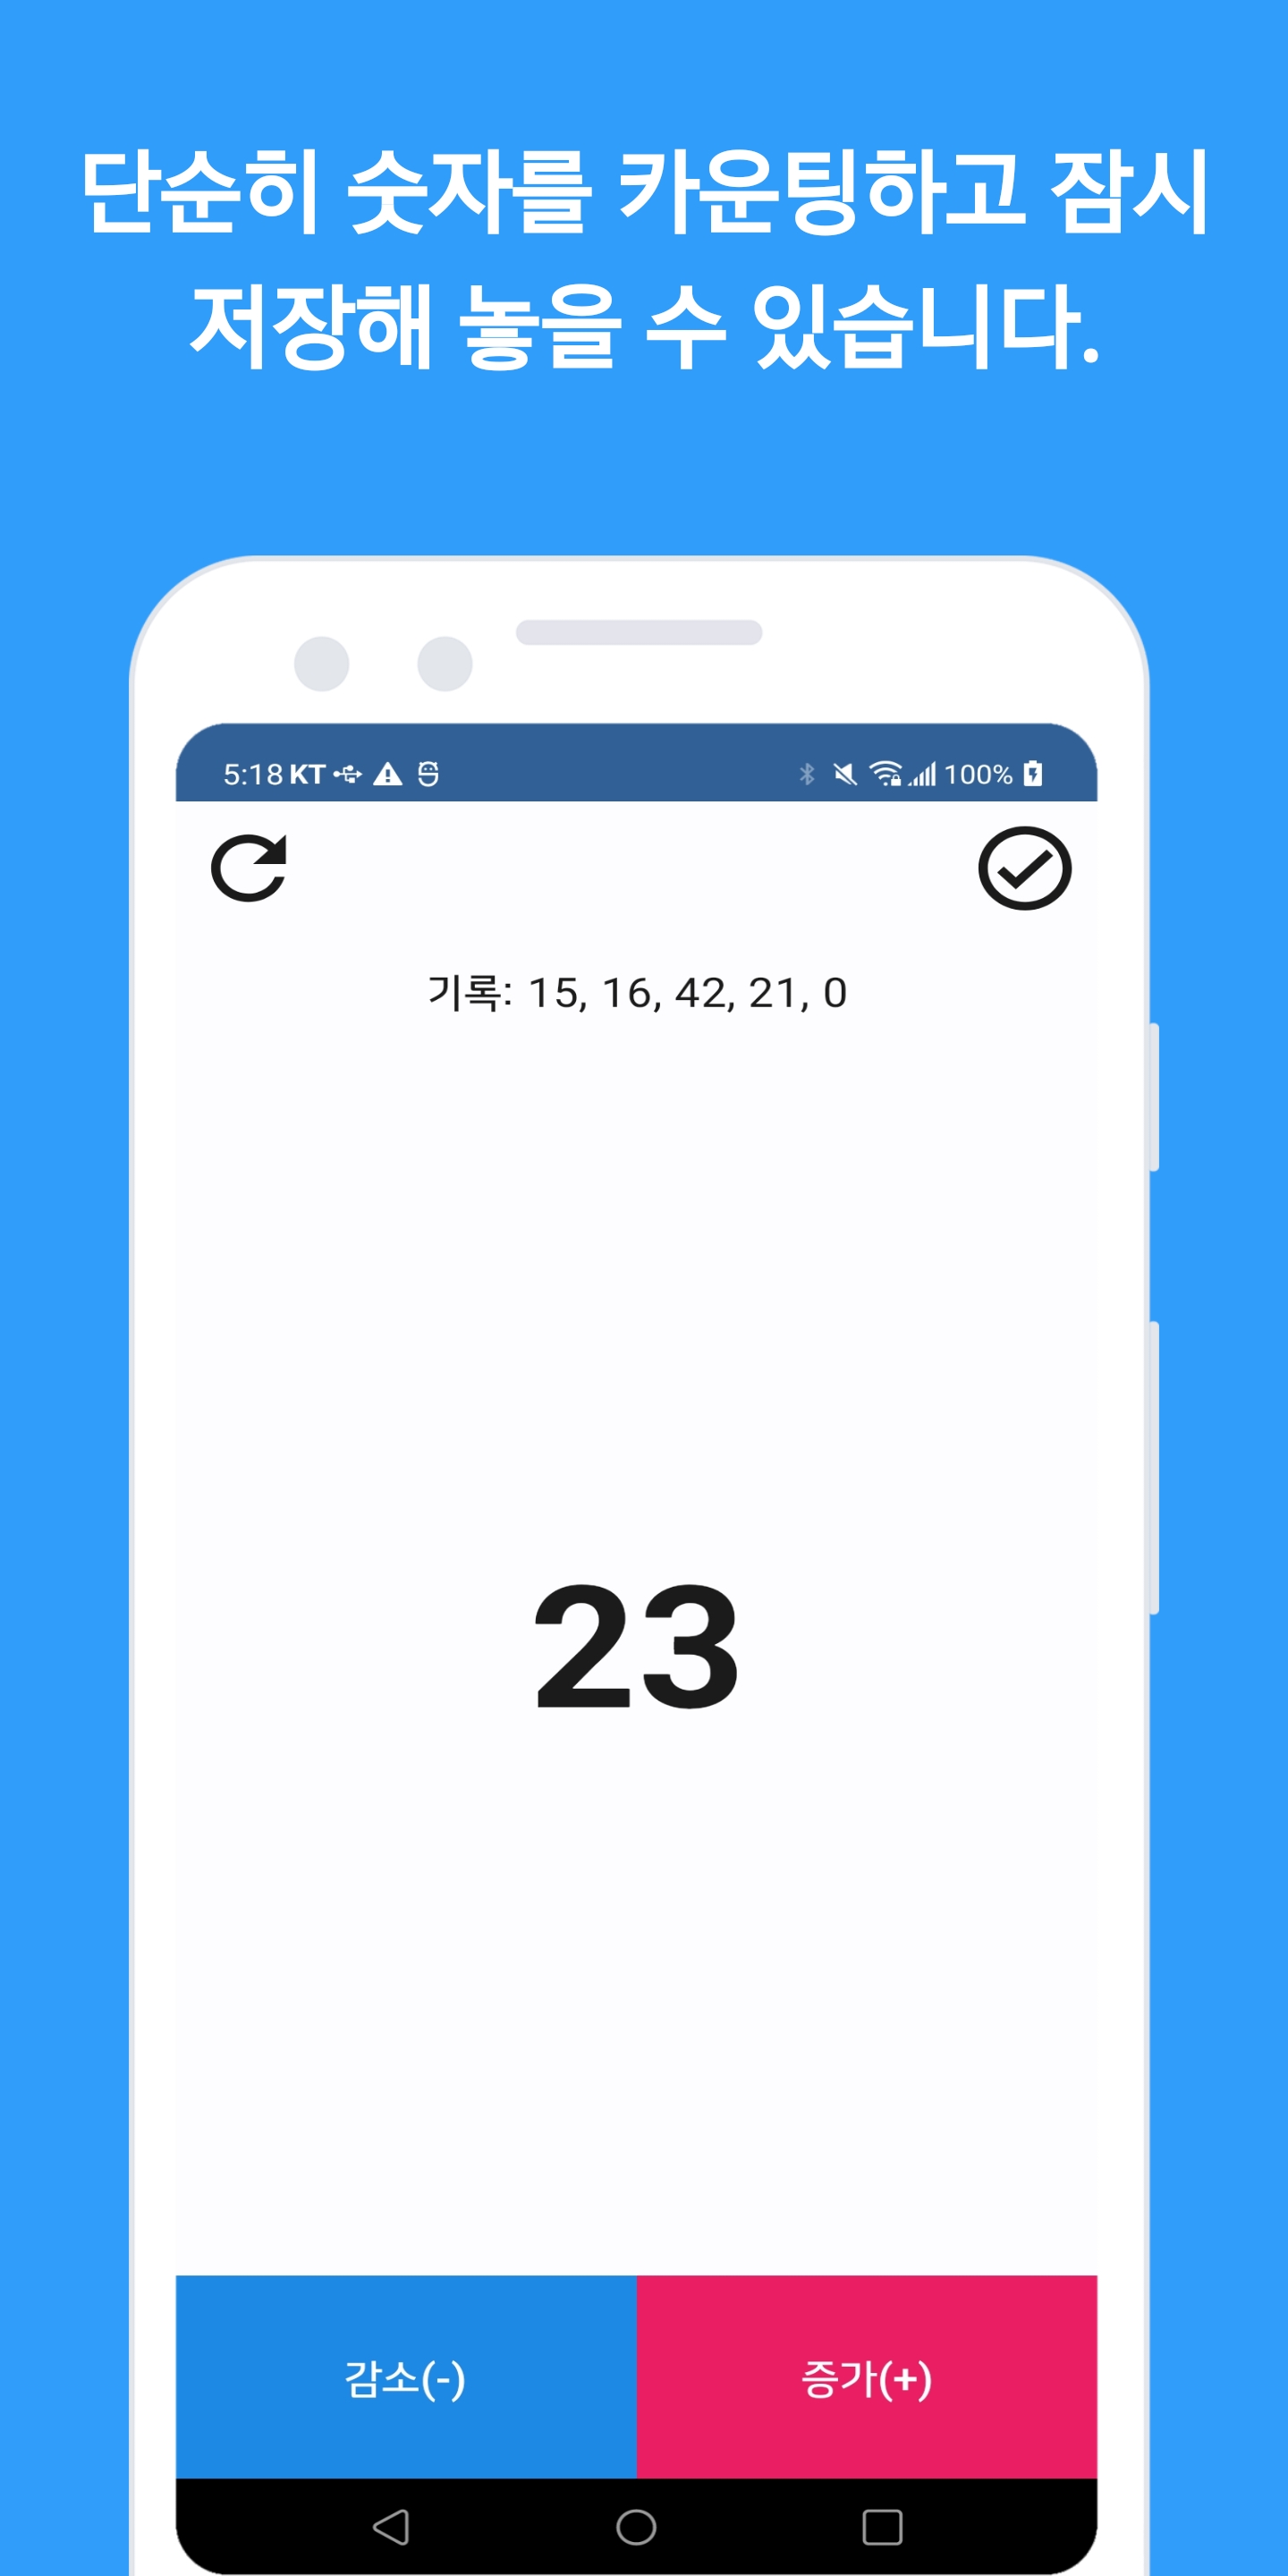 단순히 숫자를 카운팅하고 잠시
저장해 놓을 수 있습니다.
5:18 KT 100%
기록: 15, 16, 42, 21, 0
23
감소(-) 증가(+)